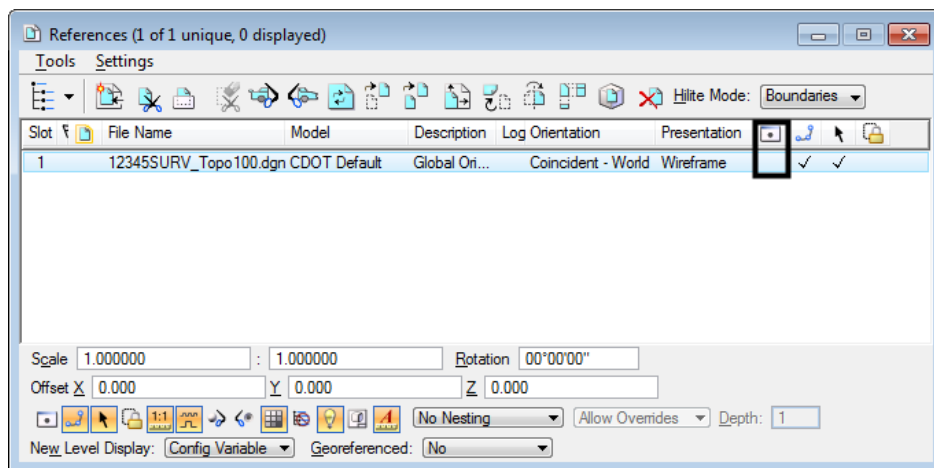 References (1 of 1 unique, 0 displayed)
Tools Settings
Hilite Mode: Boundaries
Slot File Name Model Description Log Orientation Presentation
1 12345SURV_Topo100.dgn CDOT Default Global Ori... Coincident - World Wireframe
Scale 1.000000 : 1.000000 Rotation 00°00'00"
Offset X 0.000 Y 0.000 Z 0.000
1:1 A No Nesting Allow Overrides Depth: 1
New Level Display: Config Variable Georeferenced: No